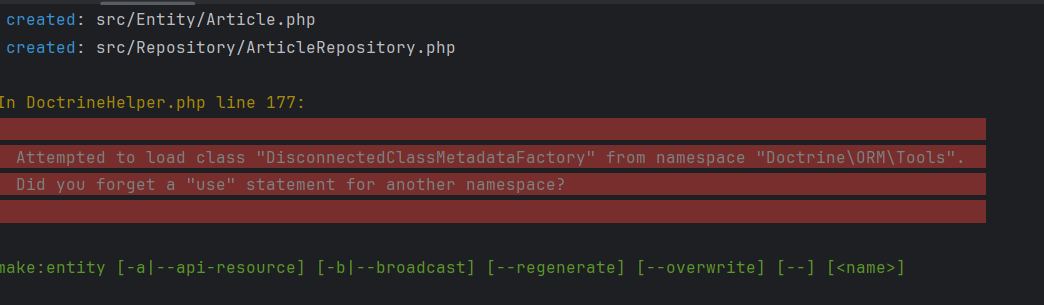 created: src/Entity/Article.php
created: src/Repository/ArticleRepository.php
In DoctrineHelper.php line 177:
Attempted to load class "DisconnectedClassMetadataFactory" from namespace "Doctrine\ORM\Tools".
Did you forget a "use" statement for another namespace?
make:entity [-a|--api-resource] [-b|--broadcast] [--regenerate] [--overwrite] [--] [<name>]